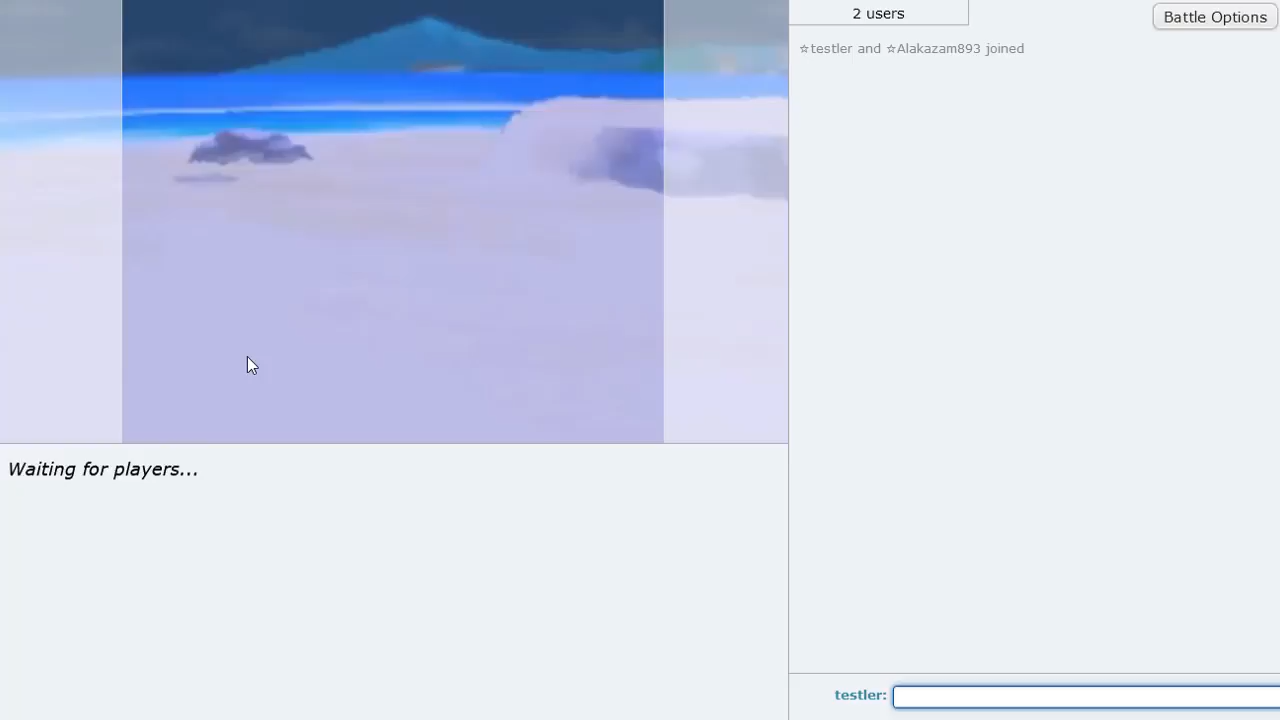 2 users
Battle Options
☆testler and ☆Alakazam893 joined
Waiting for players...
testler: